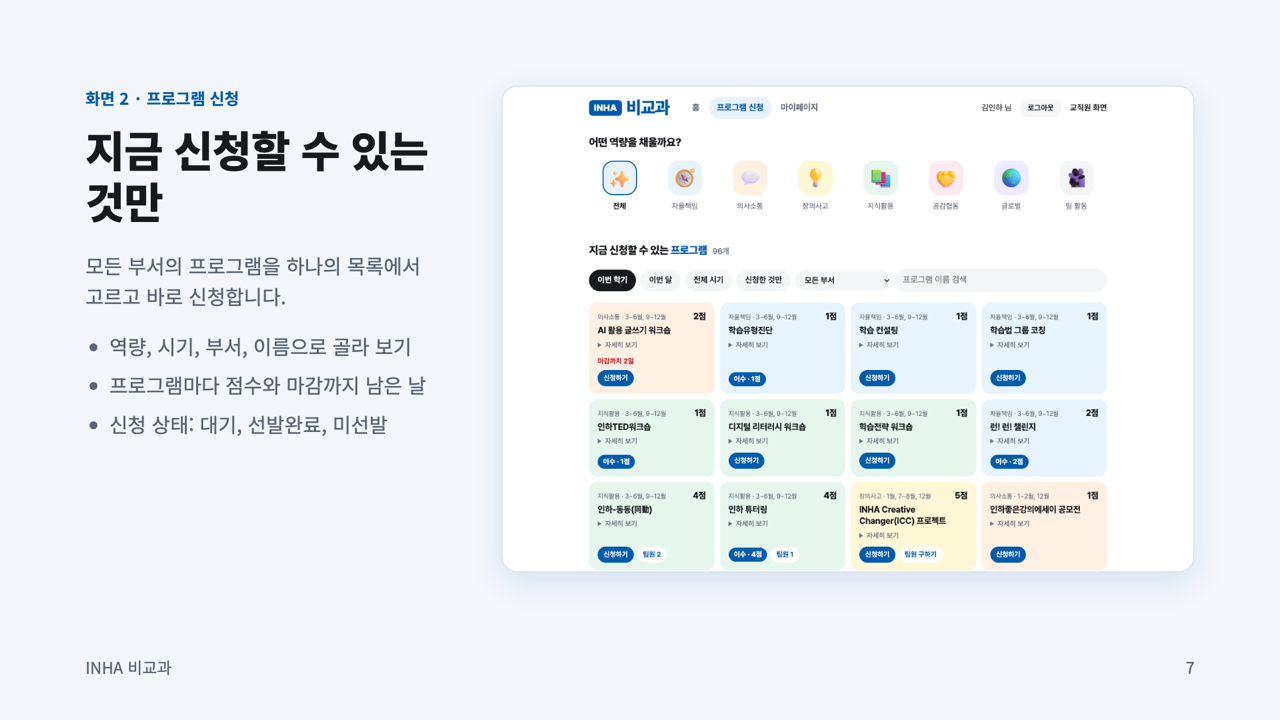 화면 2 · 프로그램 신청
지금 신청할 수 있는
것만
모든 부서의 프로그램을 하나의 목록에서
고르고 바로 신청합니다.
• 역량, 시기, 부서, 이름으로 골라 보기
• 프로그램마다 점수와 마감까지 남은 날
• 신청 상태: 대기, 선발완료, 미선발
INHA 비교과 홈 프로그램 신청 마이페이지 김인하 님 로그아웃 교직원 화면
어떤 역량을 채울까요?
전체 자율책임 의사소통 창의사고 지식활용 공감협동 글로벌 팀 활동
지금 신청할 수 있는 프로그램 96개
이번 학기 이번 달 전체 시기 신청한 것만 모든 부서 프로그램 이름 검색
의사소통 · 3~6월, 9~12월 2점
AI 활용 글쓰기 워크숍
▶ 자세히 보기
마감까지 2일
신청하기
자율책임 · 3~6월, 9~12월 1점
학습유형진단
▶ 자세히 보기
이수 · 1점
자율책임 · 3~6월, 9~12월 1점
학습 컨설팅
▶ 자세히 보기
신청하기
자율책임 · 3~6월, 9~12월 1점
학습법 그룹 코칭
▶ 자세히 보기
신청하기
지식활용 · 3~6월, 9~12월 1점
인하TED워크숍
▶ 자세히 보기
이수 · 1점
지식활용 · 3~6월, 9~12월 1점
디지털 리터러시 워크숍
▶ 자세히 보기
신청하기
지식활용 · 3~6월, 9~12월 1점
학습전략 워크숍
▶ 자세히 보기
신청하기
자율책임 · 3~6월, 9~12월 2점
런! 런! 챌린지
▶ 자세히 보기
이수 · 2점
지식활용 · 3~6월, 9~12월 4점
인하-동동(同動)
▶ 자세히 보기
신청하기 팀원 2
지식활용 · 3~6월, 9~12월 4점
인하 튜터링
▶ 자세히 보기
이수 · 4점 팀원 1
창의사고 · 1월, 7~8월, 12월 5점
INHA Creative
Changer(ICC) 프로젝트
▶ 자세히 보기
신청하기 팀원 구하기
의사소통 · 1~2월, 12월 1점
인하좋은강의에세이 공모전
▶ 자세히 보기
신청하기
INHA 비교과
7